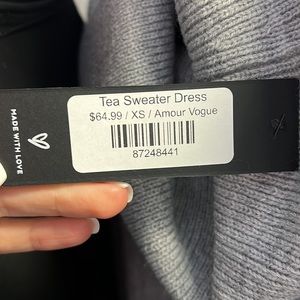 Tea Sweater Dress
$64.99 / XS / Amour Vogue
87248441
MADE WITH LOVE